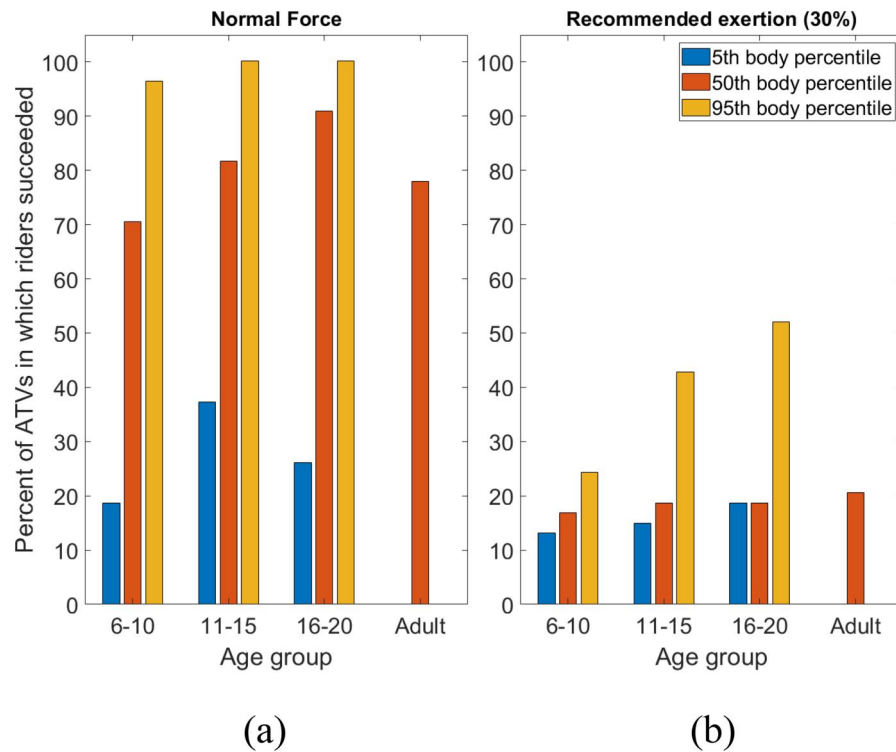 Normal Force
Percent of ATVs in which riders succeeded
100
90
80
70
60
50
40
30
20
10
0
6-10 11-15 16-20 Adult
Age group
(a)
Recommended exertion (30%)
5th body percentile
50th body percentile
95th body percentile
100
90
80
70
60
50
40
30
20
10
0
6-10 11-15 16-20 Adult
Age group
(b)